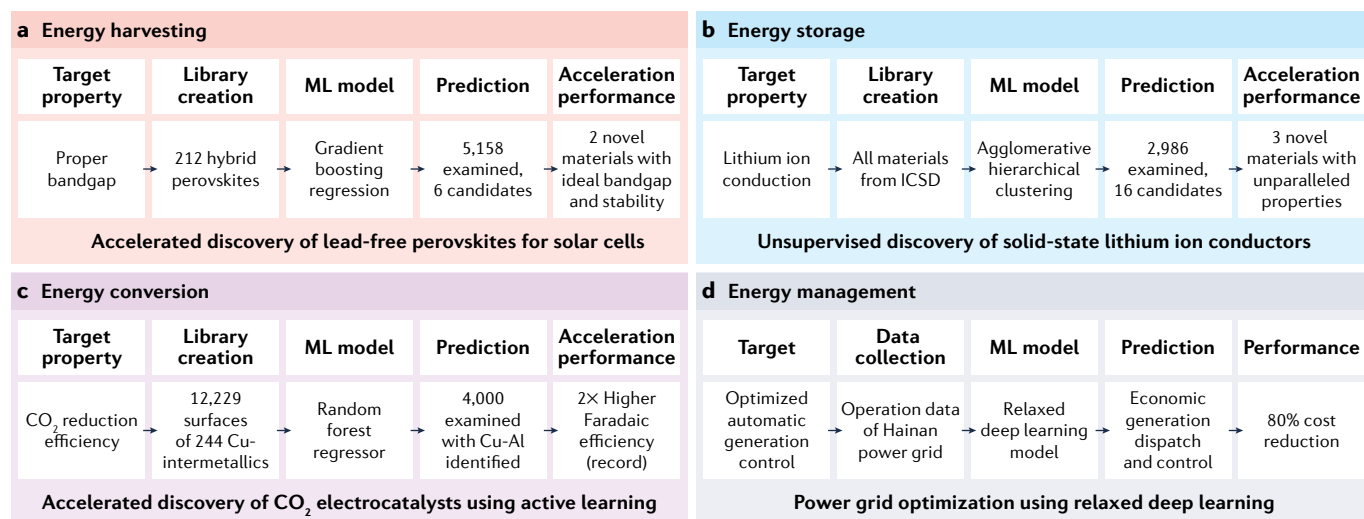 a Energy harvesting
Target
property
Library
creation
ML model
Prediction
Acceleration
performance
Proper
bandgap
212 hybrid
perovskites
Gradient
boosting
regression
5,158
examined,
6 candidates
2 novel
materials with
ideal bandgap
and stability
Accelerated discovery of lead-free perovskites for solar cells
b Energy storage
Target
property
Library
creation
ML model
Prediction
Acceleration
performance
Lithium ion
conduction
All materials
from ICSD
Agglomerative
hierarchical
clustering
2,986
examined,
16 candidates
3 novel
materials with
unparalleled
properties
Unsupervised discovery of solid-state lithium ion conductors
c Energy conversion
Target
property
Library
creation
ML model
Prediction
Acceleration
performance
CO₂ reduction
efficiency
12,229
surfaces
of 244 Cu-
intermetallics
Random
forest
regressor
4,000
examined
with Cu-Al
identified
2× Higher
Faradaic
efficiency
(record)
Accelerated discovery of CO₂ electrocatalysts using active learning
d Energy management
Target
Data
collection
ML model
Prediction
Performance
Optimized
automatic
generation
control
Operation data
of Hainan
power grid
Relaxed
deep learning
model
Economic
generation
dispatch
and control
80% cost
reduction
Power grid optimization using relaxed deep learning